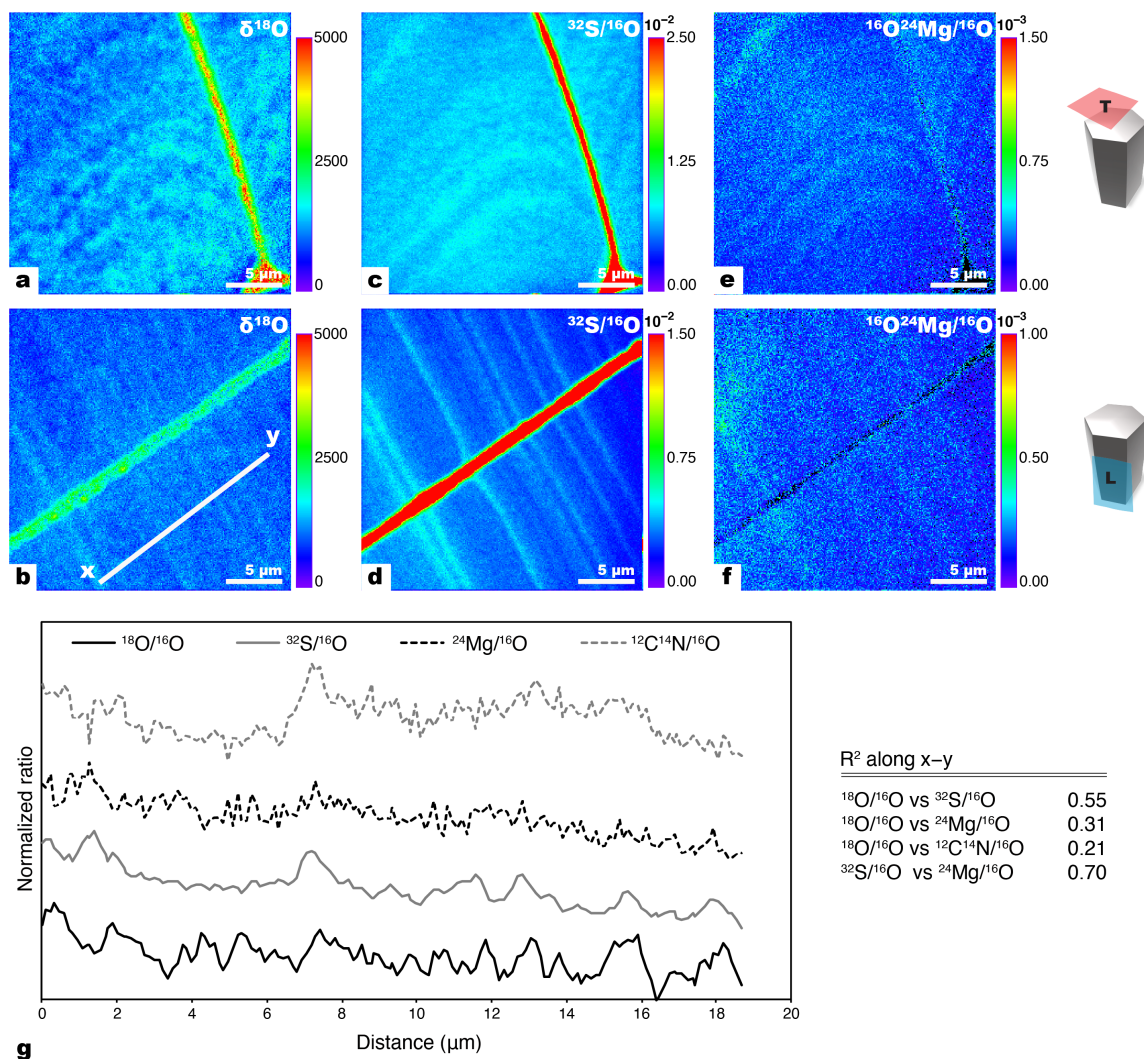 δ¹⁸O
5000
2500
0
a
5 µm
³²S/¹⁶O
10⁻²
2.50
1.25
0.00
c
5 µm
¹⁶O²⁴Mg/¹⁶O
10⁻³
1.50
0.75
0.00
e
5 µm
T
δ¹⁸O
5000
2500
0
x
y
b
5 µm
³²S/¹⁶O
10⁻²
1.50
0.75
0.00
d
5 µm
¹⁶O²⁴Mg/¹⁶O
10⁻³
1.00
0.50
0.00
f
5 µm
L
¹⁸O/¹⁶O
³²S/¹⁶O
²⁴Mg/¹⁶O
¹²C¹⁴N/¹⁶O
Normalized ratio
0 2 4 6 8 10 12 14 16 18 20
Distance (µm)
g
R² along x–y
¹⁸O/¹⁶O vs ³²S/¹⁶O 0.55
¹⁸O/¹⁶O vs ²⁴Mg/¹⁶O 0.31
¹⁸O/¹⁶O vs ¹²C¹⁴N/¹⁶O 0.21
³²S/¹⁶O vs ²⁴Mg/¹⁶O 0.70